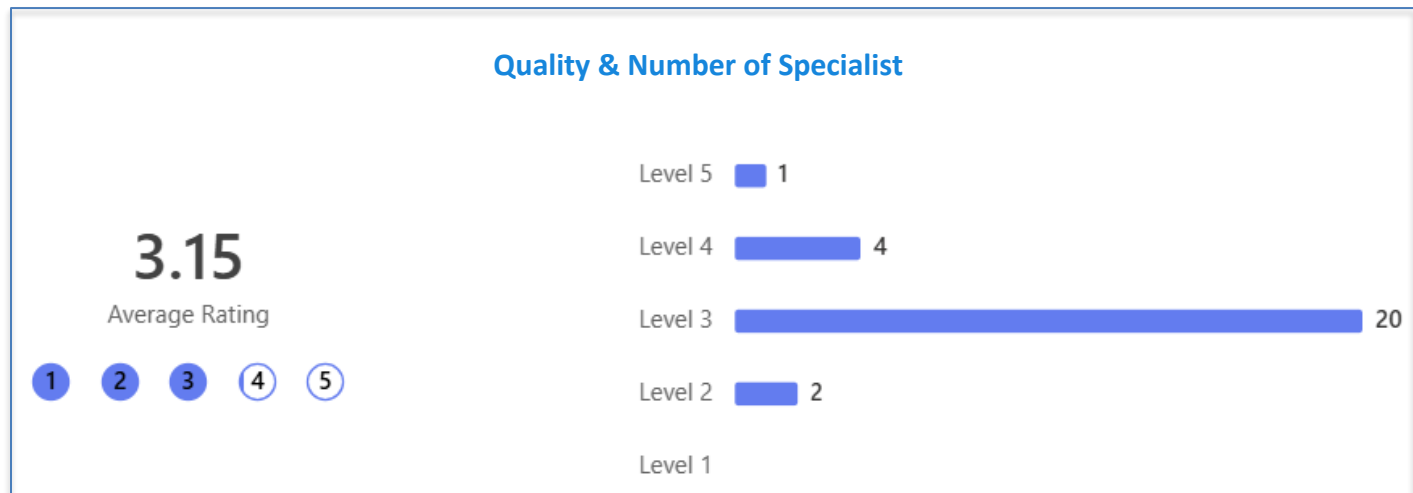 Quality & Number of Specialist
3.15
Average Rating
1 2 3 4 5
Level 5 1
Level 4 4
Level 3 20
Level 2 2
Level 1